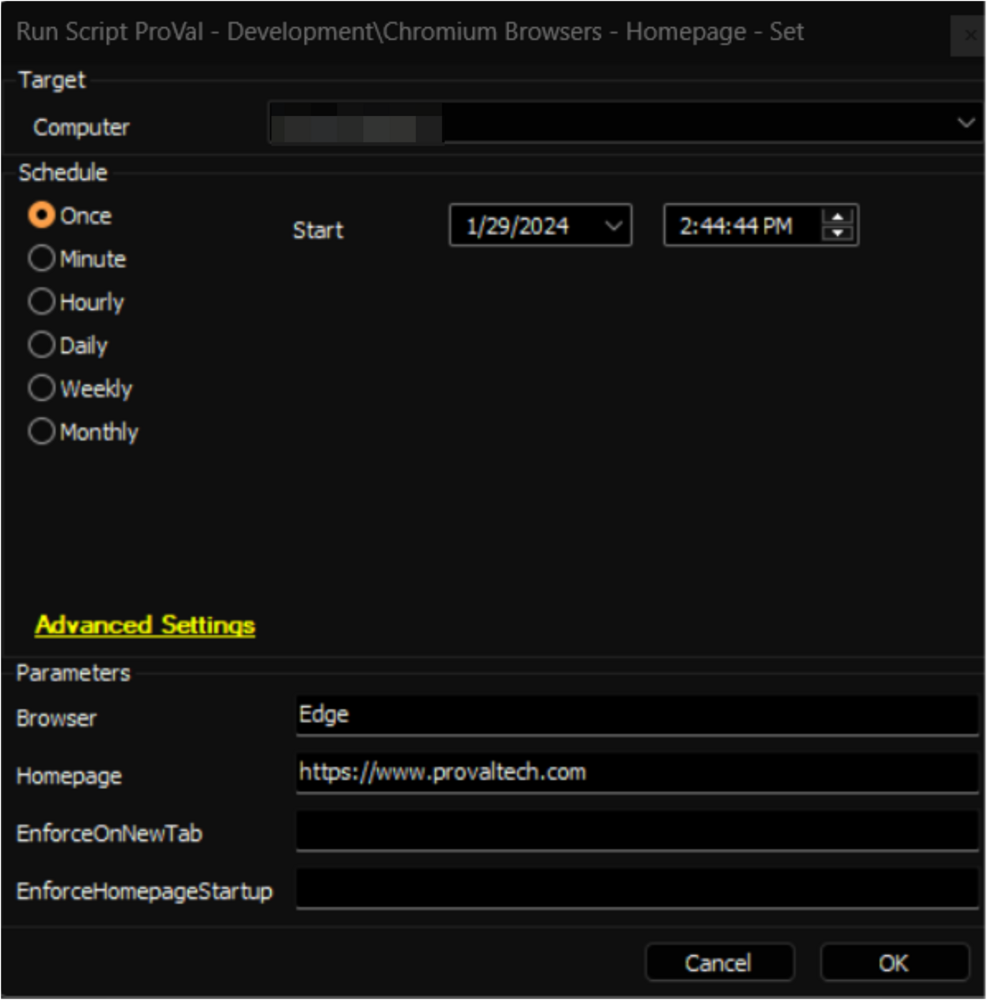 Run Script ProVal - Development\Chromium Browsers - Homepage - Set
Target
Computer
Schedule
Once
Start
1/29/2024
2:44:44 PM
Minute
Hourly
Daily
Weekly
Monthly
Advanced Settings
Parameters
Browser
Edge
Homepage
https://www.provaltech.com
EnforceOnNewTab
EnforceHomepageStartup
Cancel
OK